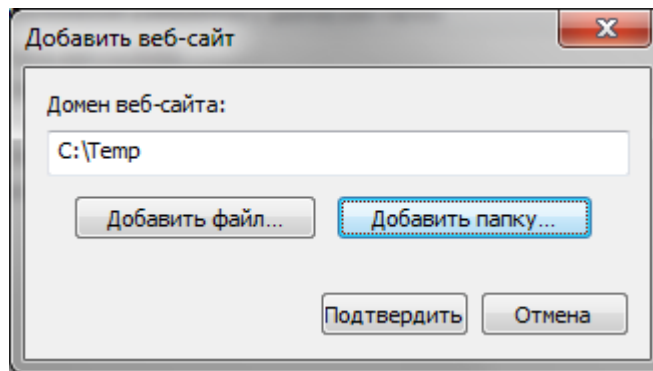 Добавить веб-сайт
Домен веб-сайта:
C:\Temp
Добавить файл... Добавить папку...
Подтвердить Отмена